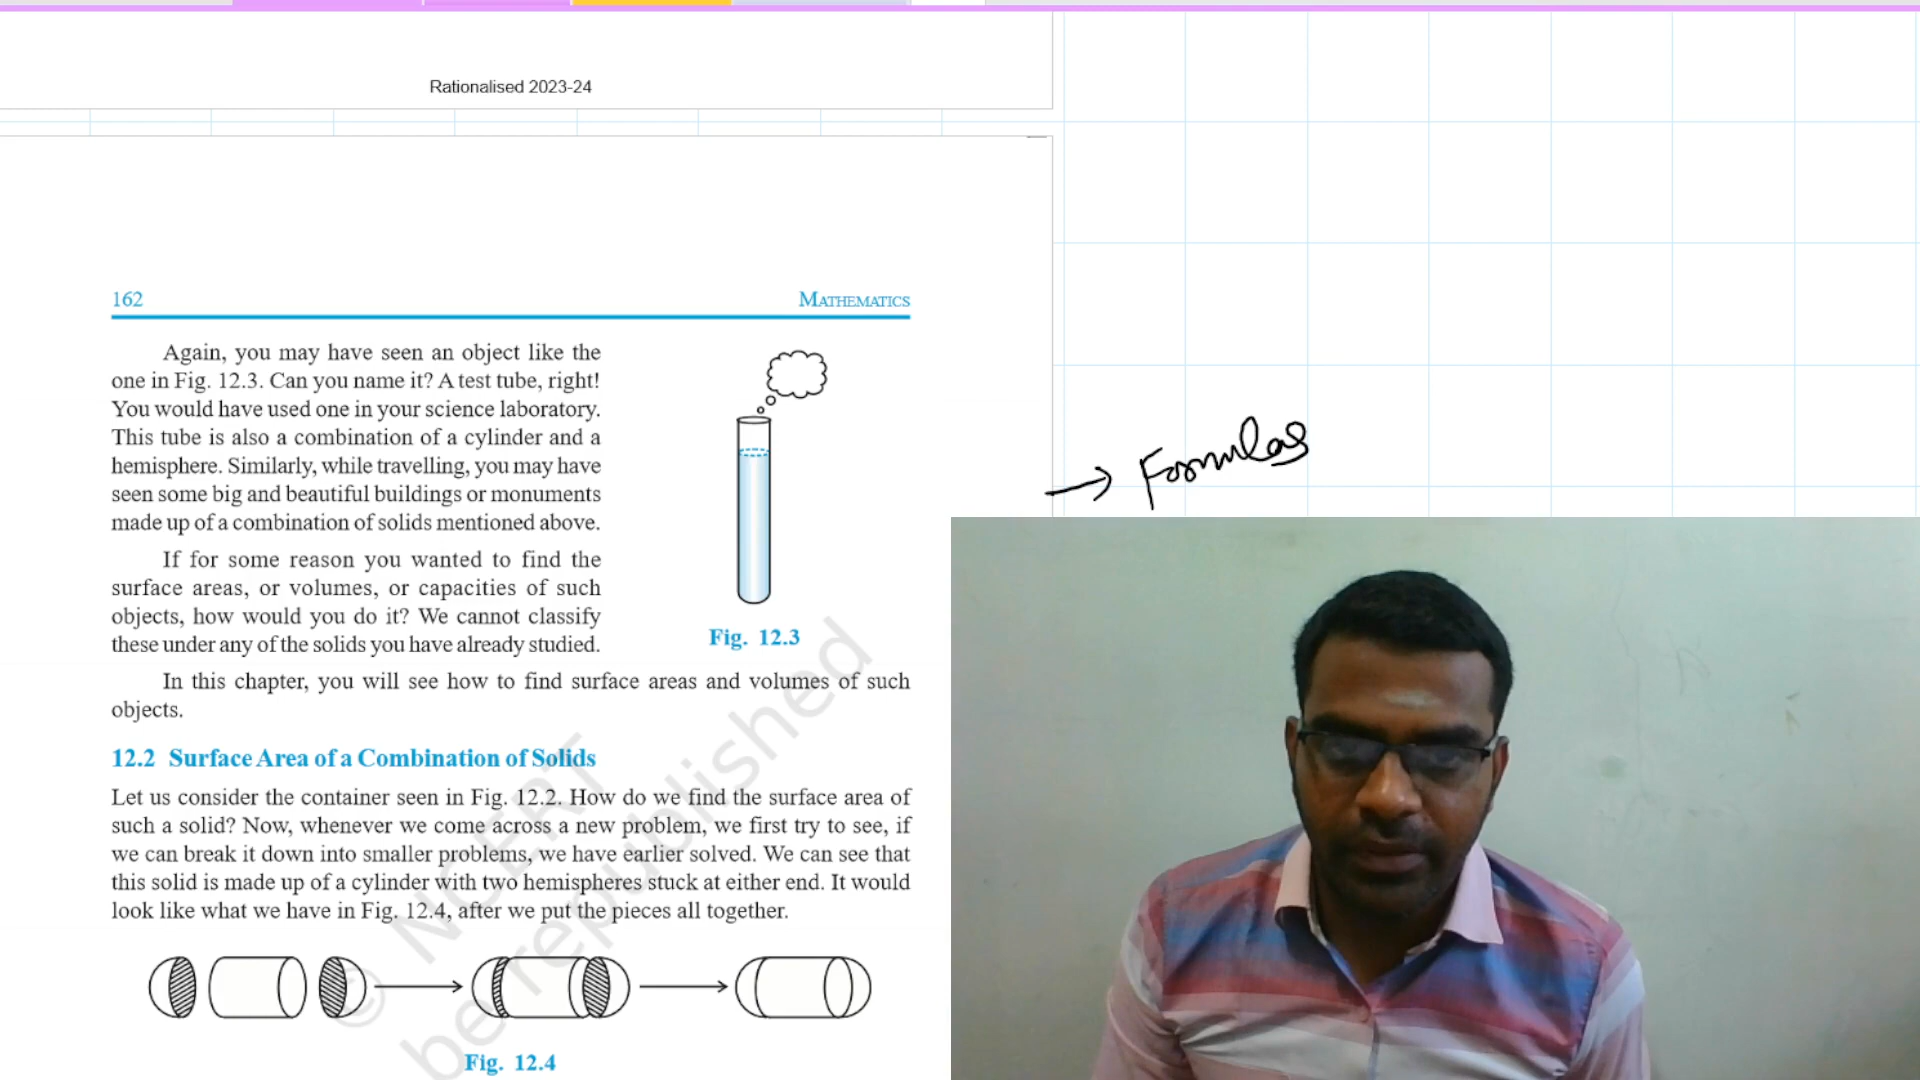 Rationalised 2023-24
162 MATHEMATICS
Again, you may have seen an object like the
one in Fig. 12.3. Can you name it? A test tube, right!
You would have used one in your science laboratory.
This tube is also a combination of a cylinder and a
hemisphere. Similarly, while travelling, you may have
seen some big and beautiful buildings or monuments
made up of a combination of solids mentioned above.
If for some reason you wanted to find the
surface areas, or volumes, or capacities of such
objects, how would you do it? We cannot classify
these under any of the solids you have already studied.
Fig. 12.3
In this chapter, you will see how to find surface areas and volumes of such
objects.
12.2 Surface Area of a Combination of Solids
Let us consider the container seen in Fig. 12.2. How do we find the surface area of
such a solid? Now, whenever we come across a new problem, we first try to see, if
we can break it down into smaller problems, we have earlier solved. We can see that
this solid is made up of a cylinder with two hemispheres stuck at either end. It would
look like what we have in Fig. 12.4, after we put the pieces all together.
Fig. 12.4
© NCERT
be republished
→ Formulas